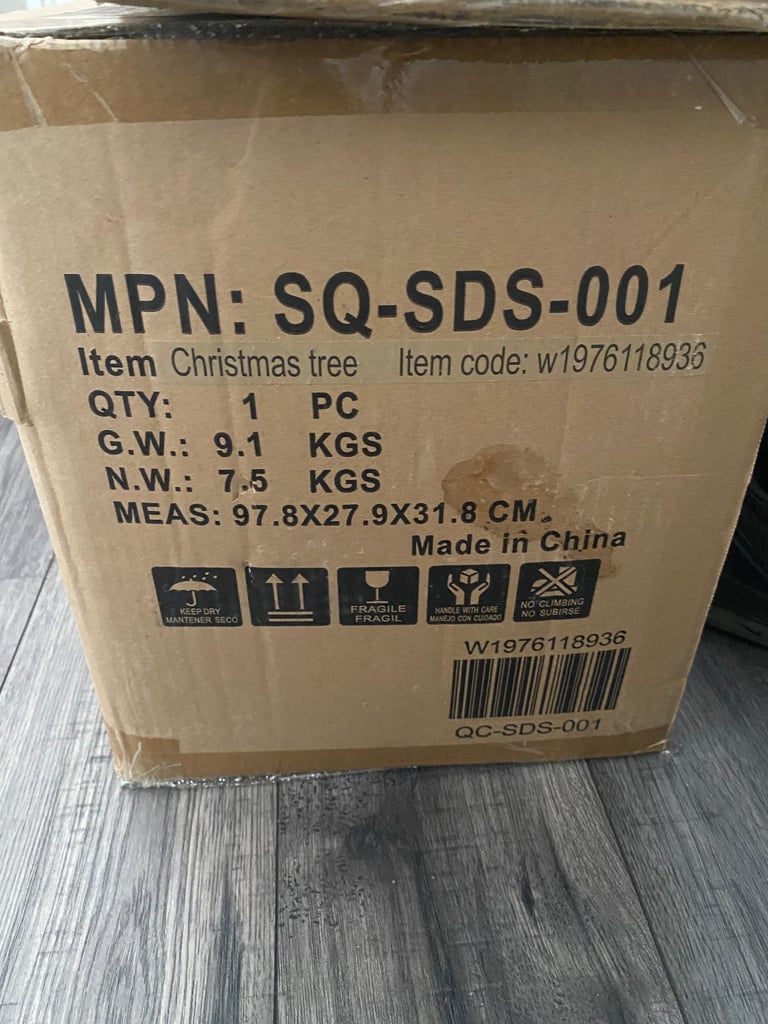 MPN: SQ-SDS-001
Item Christmas tree Item code: w1976118936
QTY: 1 PC
G.W.: 9.1 KGS
N.W.: 7.5 KGS
MEAS: 97.8X27.9X31.8 CM.
Made in China
KEEP DRY
MANTENER SECO
FRAGILE
FRAGIL
HANDLE WITH CARE
MANEJO CON CUIDADO
NO CLIMBING
NO SUBIRSE
W1976118936
QC-SDS-001